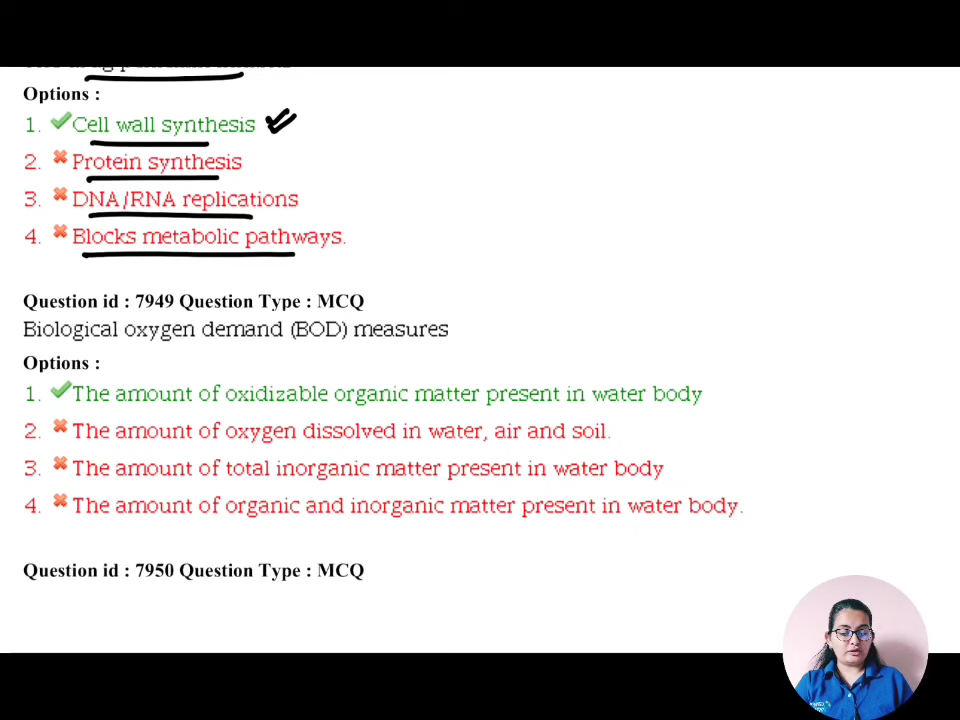 Options :
1. Cell wall synthesis
2. Protein synthesis
3. DNA/RNA replications
4. Blocks metabolic pathways.
Question id : 7949 Question Type : MCQ
Biological oxygen demand (BOD) measures
Options :
1. The amount of oxidizable organic matter present in water body
2. The amount of oxygen dissolved in water, air and soil.
3. The amount of total inorganic matter present in water body
4. The amount of organic and inorganic matter present in water body.
Question id : 7950 Question Type : MCQ